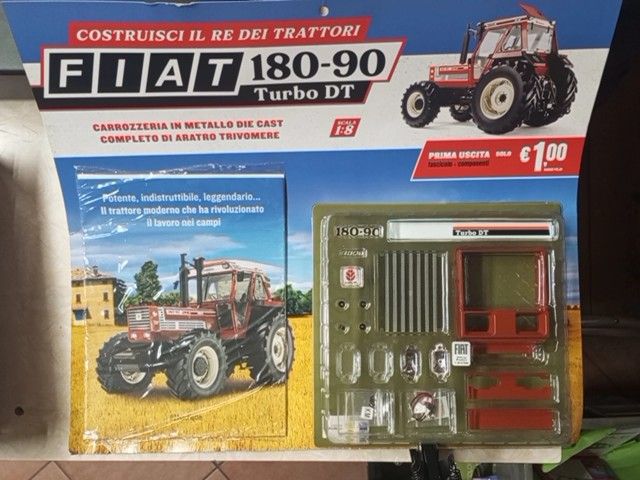 COSTRUISCI IL RE DEI TRATTORI
FIAT 180-90
Turbo DT
CARROZZERIA IN METALLO DIE CAST
COMPLETO DI ARATRO TRIVOMERE
SCALA
1:8
PRIMA USCITA SOLO €1,00
fascicolo + componenti
Potente, indistruttibile, leggendario...
Il trattore moderno che ha rivoluzionato
il lavoro nei campi
180-90
Turbo DT
FIAT